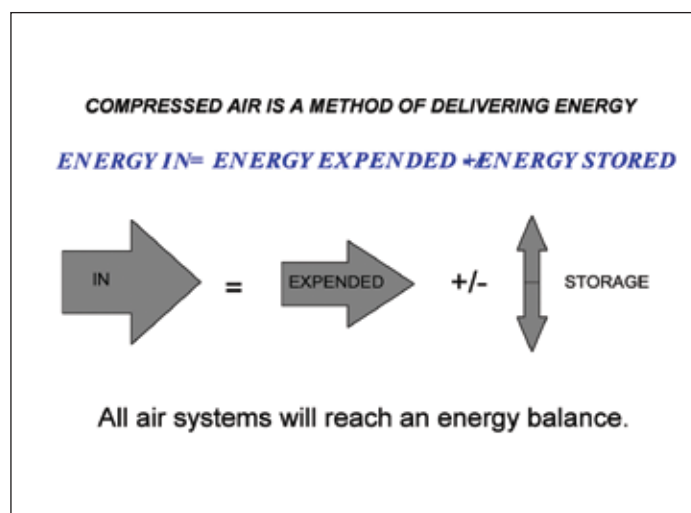 COMPRESSED AIR IS A METHOD OF DELIVERING ENERGY
ENERGY IN= ENERGY EXPENDED +/-ENERGY STORED
IN = EXPENDED +/- STORAGE
All air systems will reach an energy balance.